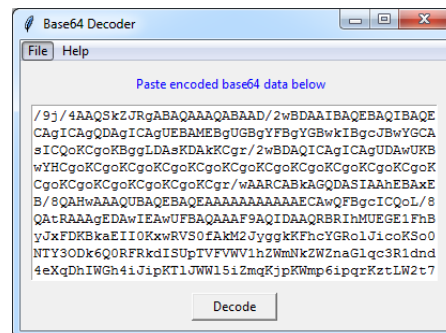 Base64 Decoder
File Help
Paste encoded base64 data below
/9j/4AAQSkZJRgABAQAAAQABAAD/2wBDAAIBAQEBAQIBAQE
CAgICAgQDAgICAgUEBAMEBgUGBgYFBgYGBwkIBgcJBwYGCA
sICQoKCgoKBggLDAsKDAkKCgr/2wBDAQICAgICAgUDAwUKB
wYHCgoKCgoKCgoKCgoKCgoKCgoKCgoKCgoKCgoKCgoKCgoK
CgoKCgoKCgoKCgoKCgoKCgr/wAARCABkAGQDASIAAhEBAxE
B/8QAHwAAAQUBAQEBAQEAAAAAAAAAAAECAwQFBgcICQoL/8
QAtRAAAgEDAwIEAwUFBAQAAAF9AQIDAAQRBRIhMUEGE1FhB
yJxFDKBkaEII0KxwRVS0fAkM2JyggkKFhcYGRolJicoKSo0
NTY3ODk6Q0RFRkdISUpTVFVWV1hZWmNkZWZnaGlqc3R1dnd
4eXqDhIWGh4iJipKTlJWWl5iZmqKjpKWmp6ipqrKztLW2t7
Decode